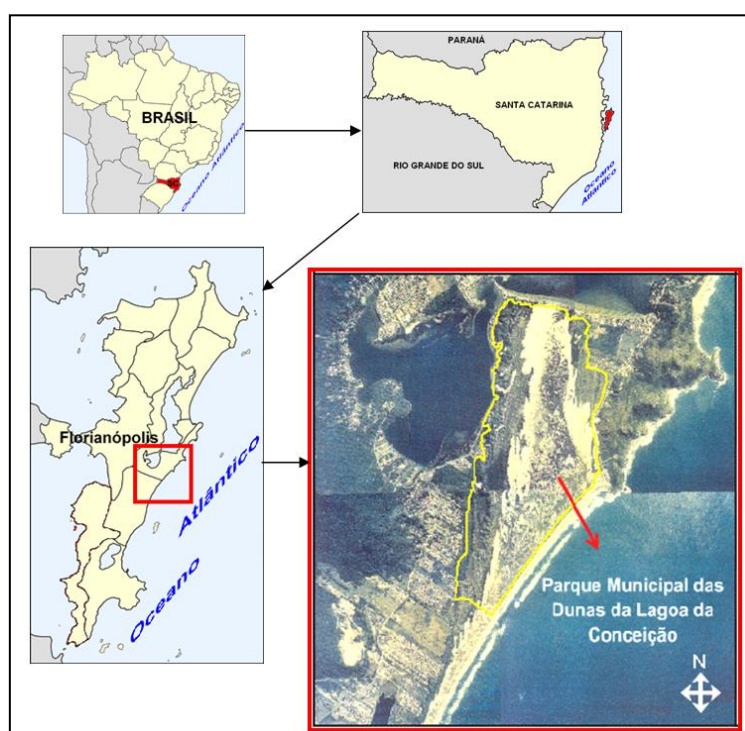 BRASIL
SC
Oceano Atlântico
PARANÁ
SANTA CATARINA
RIO GRANDE DO SUL
Oceano
Atlântico
Florianópolis
Oceano Atlântico
Parque Municipal das
Dunas da Lagoa da
Conceição
N